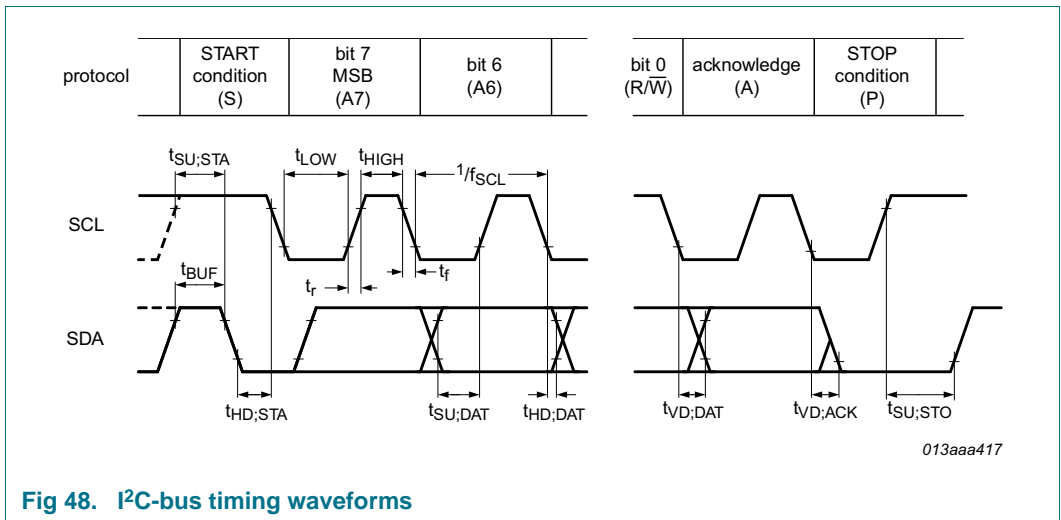 protocol
START
condition
(S)
bit 7
MSB
(A7)
bit 6
(A6)
bit 0
(R/W̅)
acknowledge
(A)
STOP
condition
(P)
tSU;STA
tLOW
tHIGH
1/fSCL
SCL
tBUF
tr
tf
SDA
tHD;STA
tSU;DAT
tHD;DAT
tVD;DAT
tVD;ACK
tSU;STO
013aaa417
Fig 48. I²C-bus timing waveforms